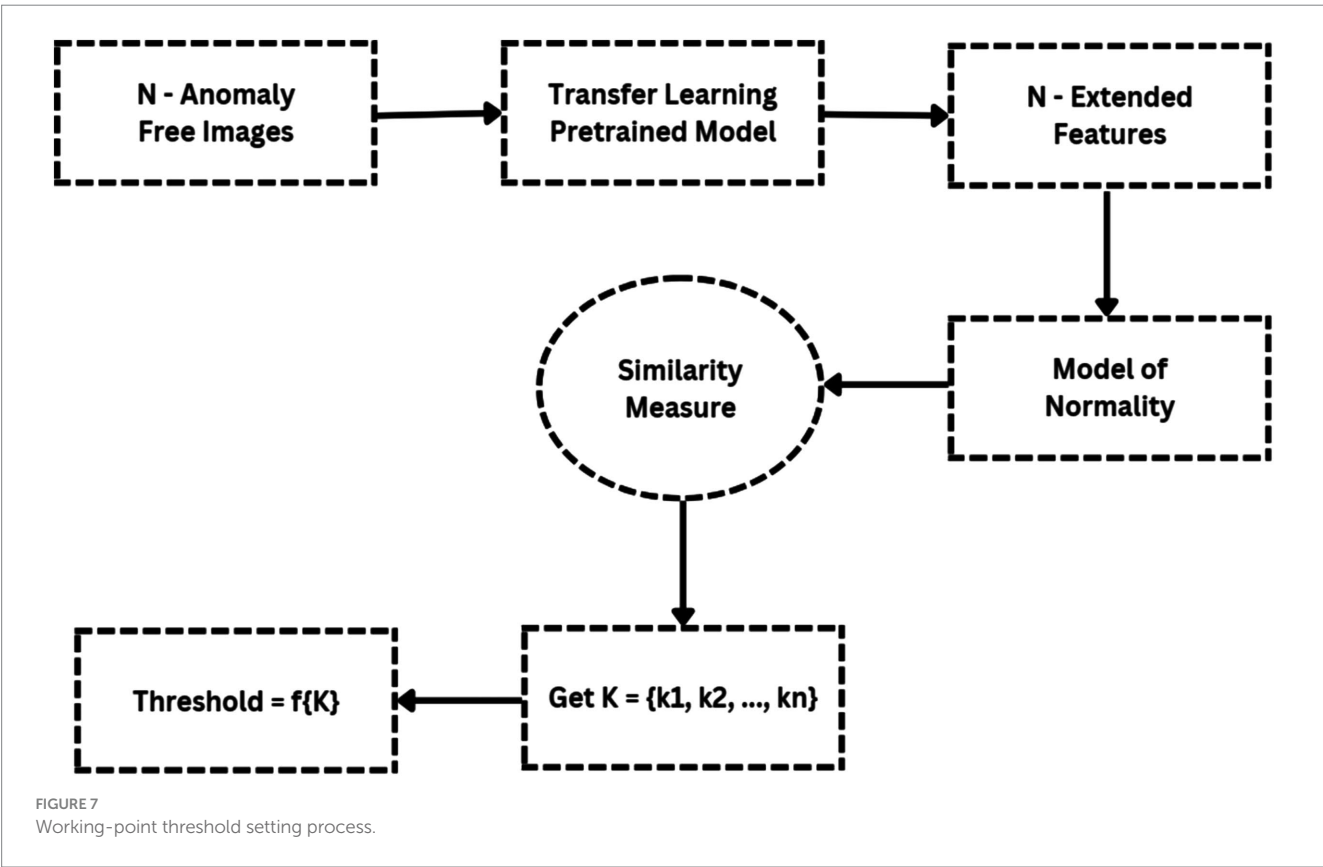 N - Anomaly
Free Images
Transfer Learning
Pretrained Model
N - Extended
Features
Model of
Normality
Similarity
Measure
Get K = {k1, k2, ..., kn}
Threshold = f{K}
FIGURE 7
Working-point threshold setting process.